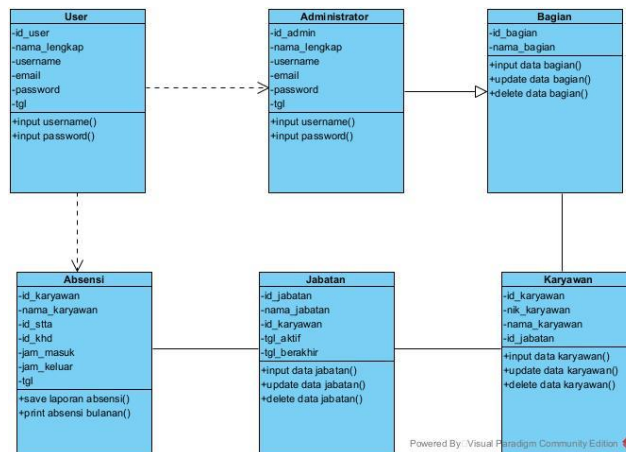 User
-id_user
-nama_lengkap
-username
-email
-password
-tgl
+input username()
+input password()
Administrator
-id_admin
-nama_lengkap
-username
-email
-password
-tgl
+input username()
+input password()
Bagian
-id_bagian
-nama_bagian
+input data bagian()
+update data bagian()
+delete data bagian()
Absensi
-id_karyawan
-nama_karyawan
-id_stta
-id_khd
-jam_masuk
-jam_keluar
-tgl
+save laporan absensi()
+print absensi bulanan()
Jabatan
-id_jabatan
-nama_jabatan
-id_karyawan
-tgl_aktif
-tgl_berakhir
+input data jabatan()
+update data jabatan()
+delete data jabatan()
Karyawan
-id_karyawan
-nik_karyawan
-nama_karyawan
-id_jabatan
+input data karyawan()
+update data karyawan()
+delete data karyawan()
Powered By Visual Paradigm Community Edition